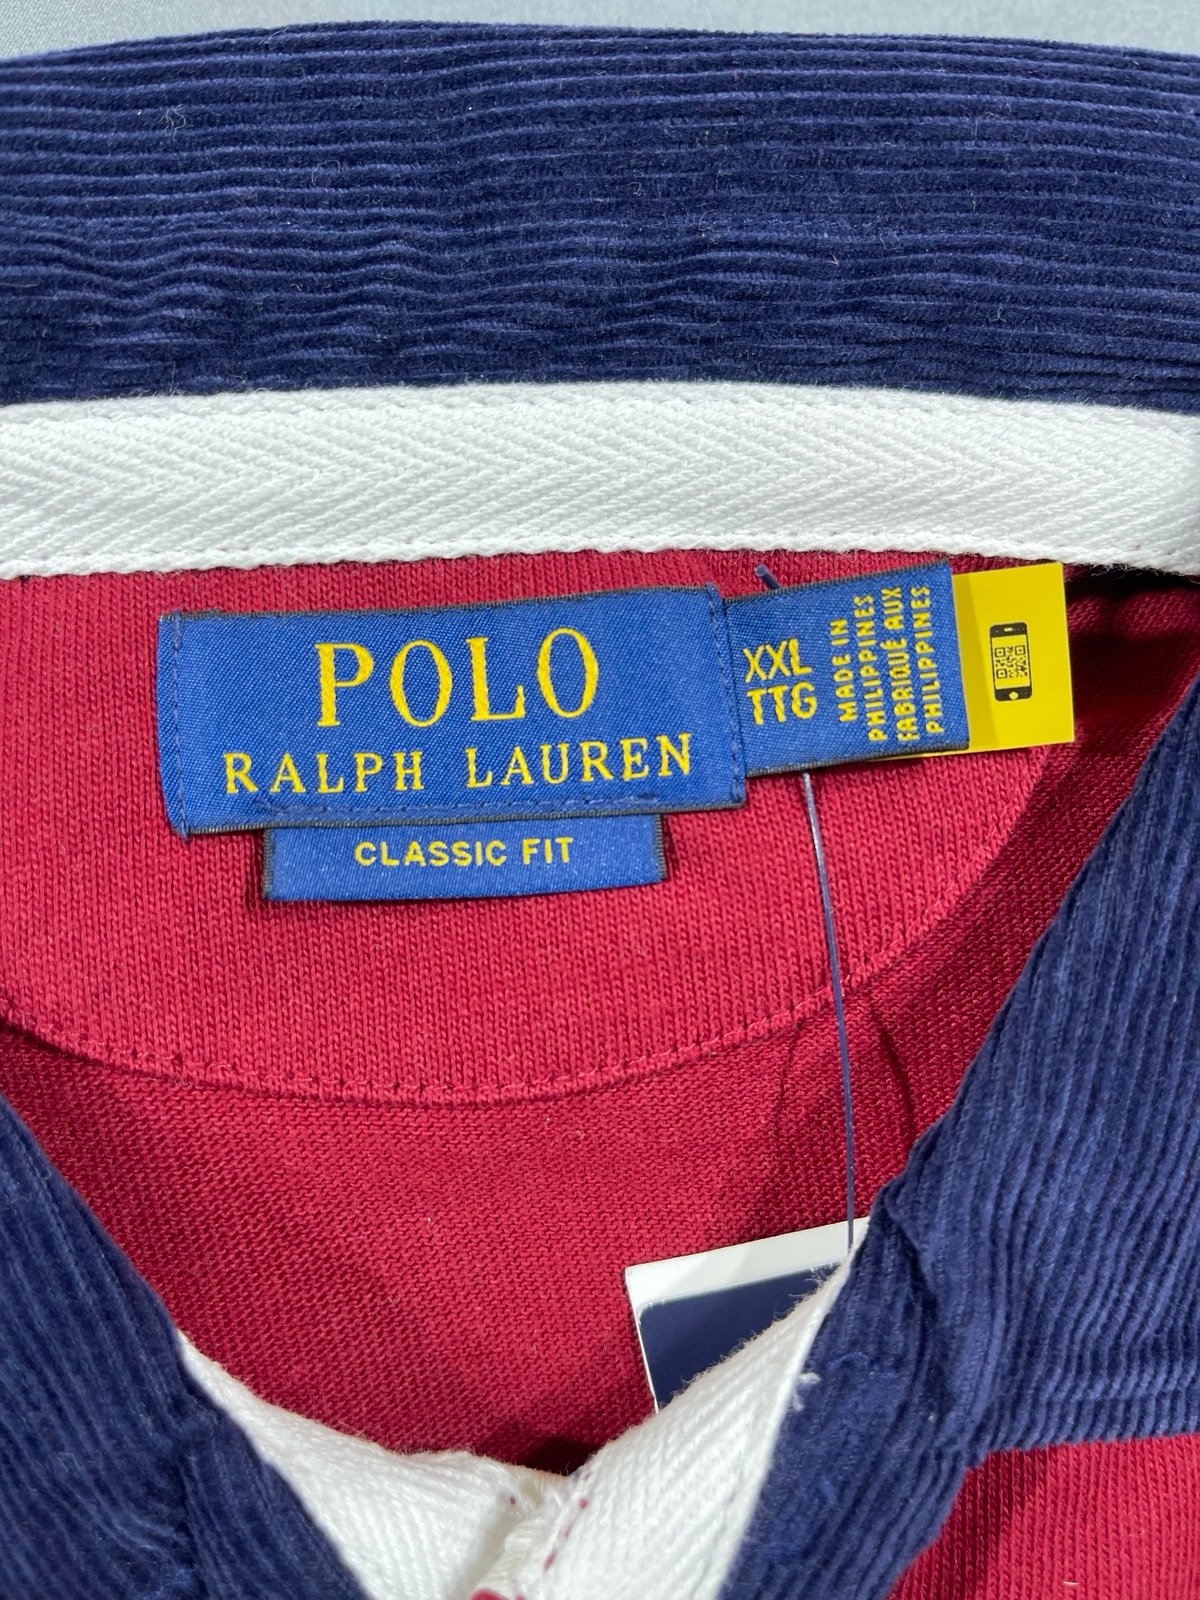 POLO
RALPH LAUREN
CLASSIC FIT
XXL
TTG
MADE IN
PHILIPPINES
FABRIQUÉ AUX
PHILIPPINES